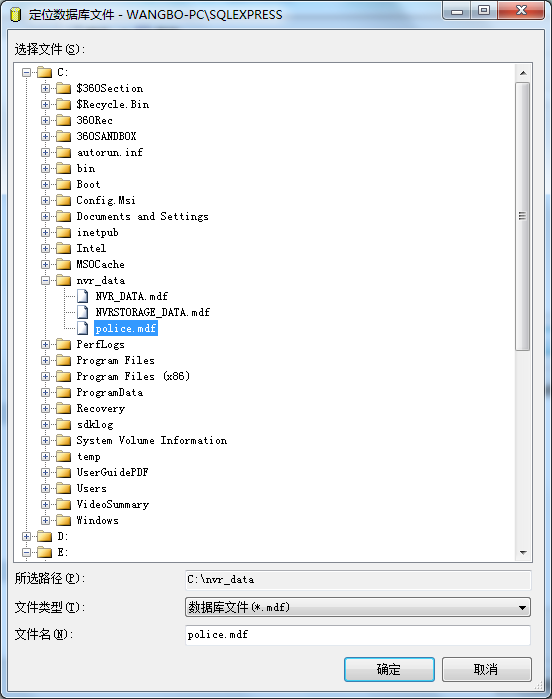 定位数据库文件 - WANGBO-PC\SQLEXPRESS
选择文件(S):
C:
$360Section
$Recycle.Bin
360Rec
360SANDBOX
autorun.inf
bin
Boot
Config.Msi
Documents and Settings
inetpub
Intel
MSOCache
nvr_data
NVR_DATA.mdf
NVRSTORAGE_DATA.mdf
police.mdf
PerfLogs
Program Files
Program Files (x86)
ProgramData
Recovery
sdklog
System Volume Information
temp
UserGuidePDF
Users
VideoSummary
Windows
D:
E:
所选路径(P): C:\nvr_data
文件类型(T): 数据库文件(*.mdf)
文件名(N): police.mdf
确定 取消